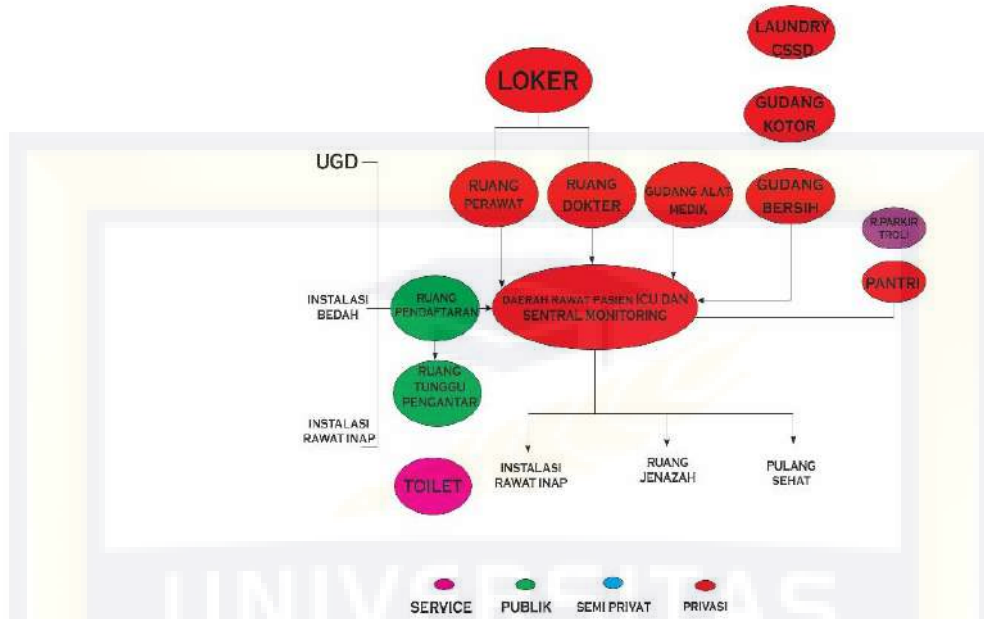 LAUNDRY
CSSD
LOKER
GUDANG
KOTOR
UGD
RUANG
PERAWAT
RUANG
DOKTER
GUDANG ALAT
MEDIK
GUDANG
BERSIH
R.PARKIR
TROLI
PANTRI
INSTALASI
BEDAH
RUANG
PENDAFTARAN
DAERAH RAWAT PASIEN ICU DAN
SENTRAL MONITORING
RUANG
TUNGGU
PENGANTAR
INSTALASI
RAWAT INAP
TOILET
INSTALASI
RAWAT INAP
RUANG
JENAZAH
PULANG
SEHAT
UNIVERSITAS
SERVICE
PUBLIK
SEMI PRIVAT
PRIVASI